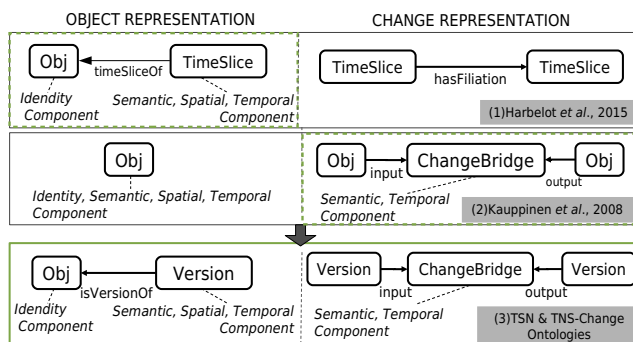 OBJECT REPRESENTATION
CHANGE REPRESENTATION
Obj
timeSliceOf
TimeSlice
Idendity
Component
Semantic, Spatial, Temporal
Component
TimeSlice
hasFiliation
TimeSlice
(1)Harbelot et al., 2015
Obj
Identity, Semantic, Spatial, Temporal
Component
Obj
input
ChangeBridge
output
Obj
Semantic, Temporal
Component
(2)Kauppinen et al., 2008
Obj
isVersionOf
Version
Idendity
Component
Semantic, Spatial, Temporal
Component
Version
input
ChangeBridge
output
Version
Semantic, Temporal
Component
(3)TSN & TNS-Change
Ontologies